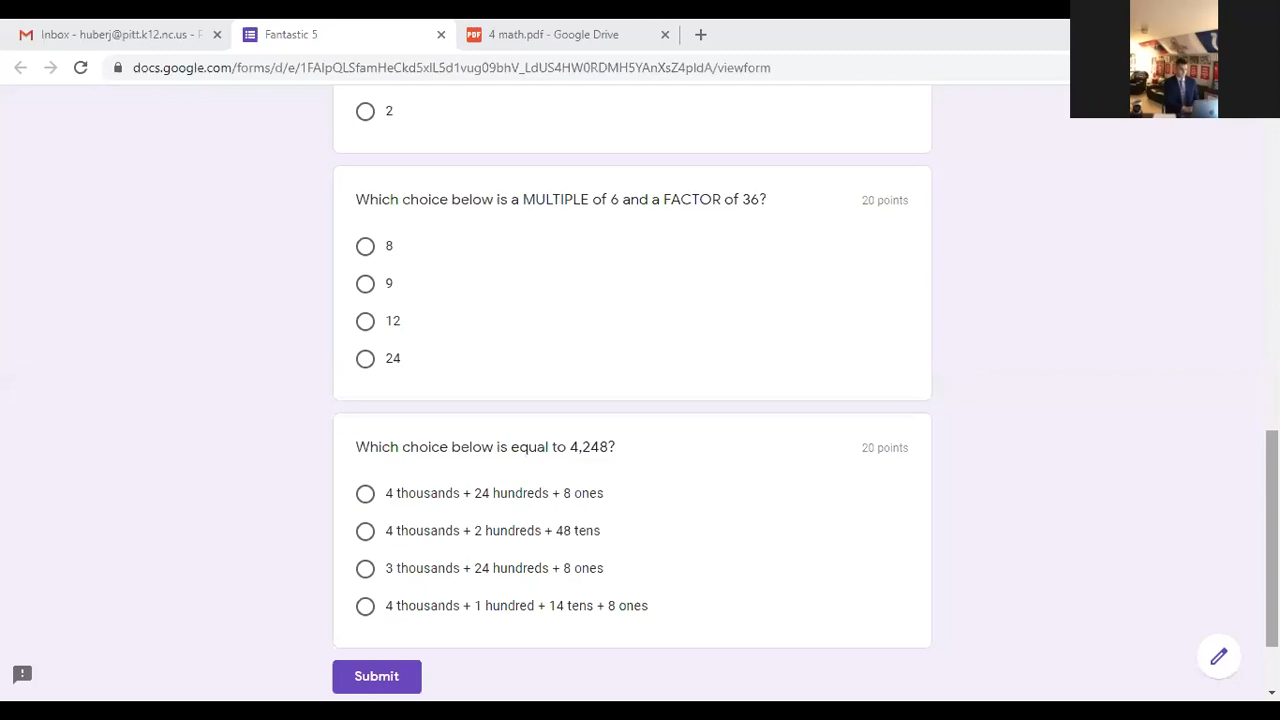 Inbox - huberj@pitt.k12.nc.us -
Fantastic 5
4 math.pdf - Google Drive
docs.google.com/forms/d/e/1FAIpQLSfamHeCkd5xIL5d1vug09bhV_LdUS4HW0RDMH5YAnXsZ4pIdA/viewform
2
Which choice below is a MULTIPLE of 6 and a FACTOR of 36?
20 points
8
9
12
24
Which choice below is equal to 4,248?
20 points
4 thousands + 24 hundreds + 8 ones
4 thousands + 2 hundreds + 48 tens
3 thousands + 24 hundreds + 8 ones
4 thousands + 1 hundred + 14 tens + 8 ones
Submit